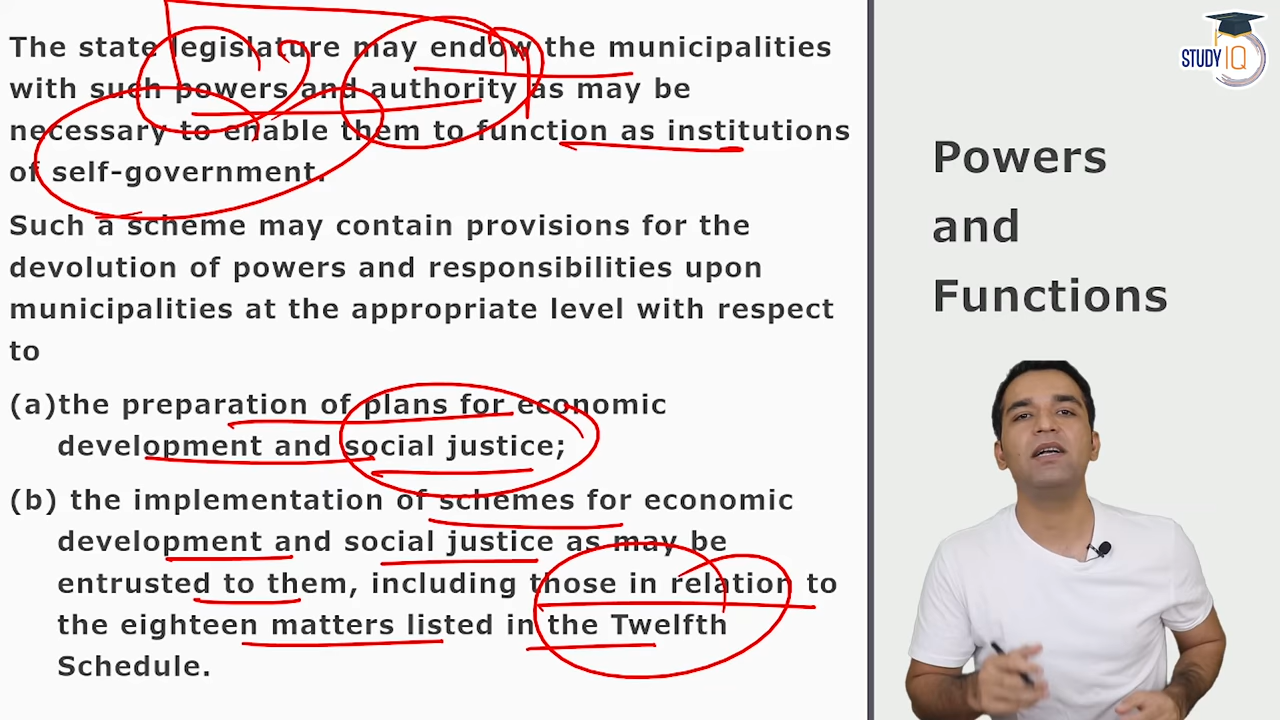 The state legislature may endow the municipalities
with such powers and authority as may be
necessary to enable them to function as institutions
of self-government.
Such a scheme may contain provisions for the
devolution of powers and responsibilities upon
municipalities at the appropriate level with respect
to
(a)the preparation of plans for economic
development and social justice;
(b) the implementation of schemes for economic
development and social justice as may be
entrusted to them, including those in relation to
the eighteen matters listed in the Twelfth
Schedule.
STUDY IQ
Powers
and
Functions